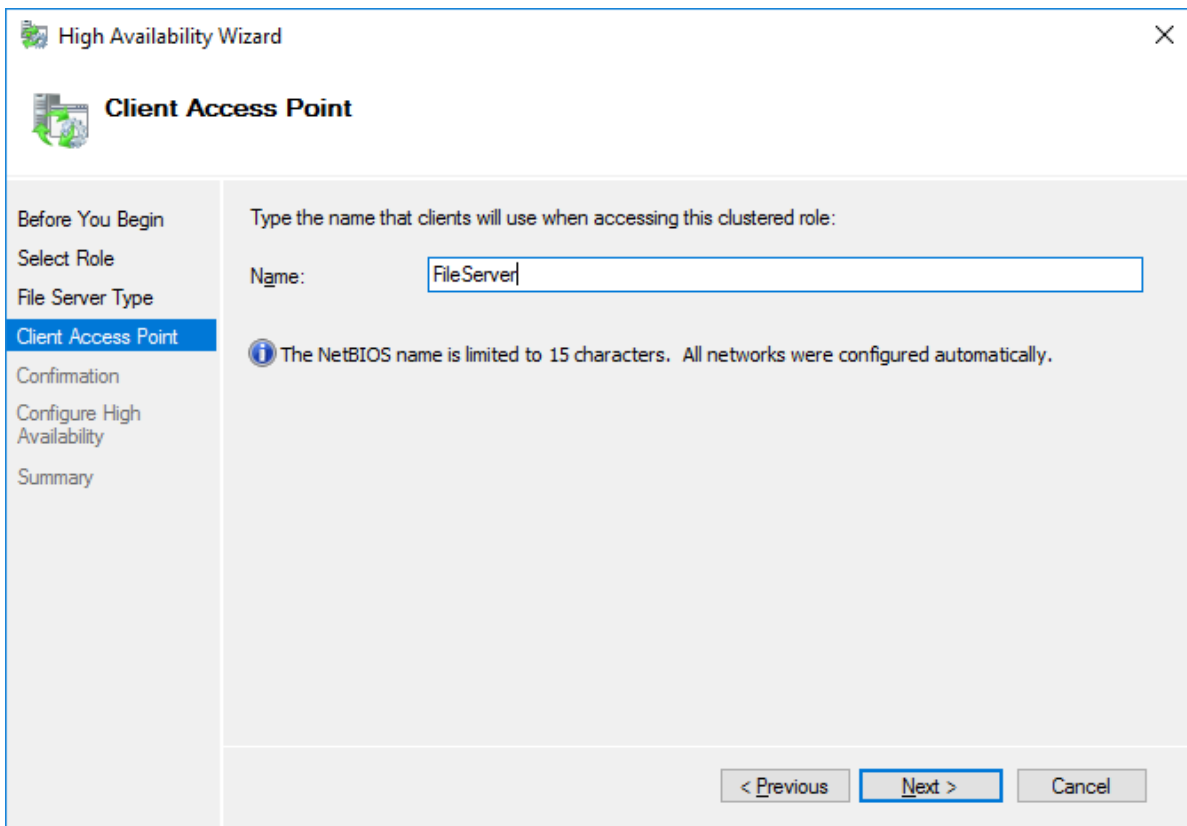 High Availability Wizard
Client Access Point
Before You Begin
Select Role
File Server Type
Client Access Point
Confirmation
Configure High
Availability
Summary
Type the name that clients will use when accessing this clustered role:
Name: FileServer
The NetBIOS name is limited to 15 characters. All networks were configured automatically.
< Previous Next > Cancel